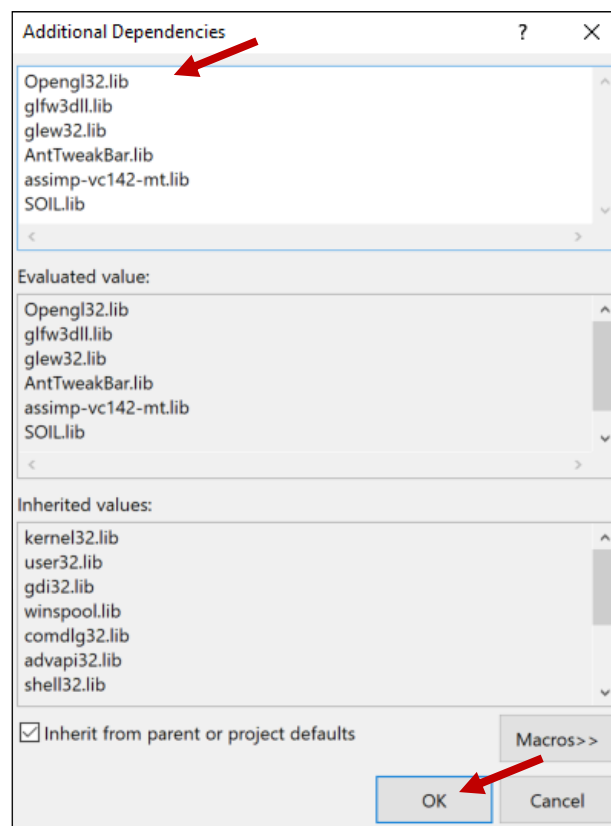 Additional Dependencies ? ×
Opengl32.lib
glfw3dll.lib
glew32.lib
AntTweakBar.lib
assimp-vc142-mt.lib
SOIL.lib
Evaluated value:
Opengl32.lib
glfw3dll.lib
glew32.lib
AntTweakBar.lib
assimp-vc142-mt.lib
SOIL.lib
Inherited values:
kernel32.lib
user32.lib
gdi32.lib
winspool.lib
comdlg32.lib
advapi32.lib
shell32.lib
Inherit from parent or project defaults
Macros>>
OK Cancel